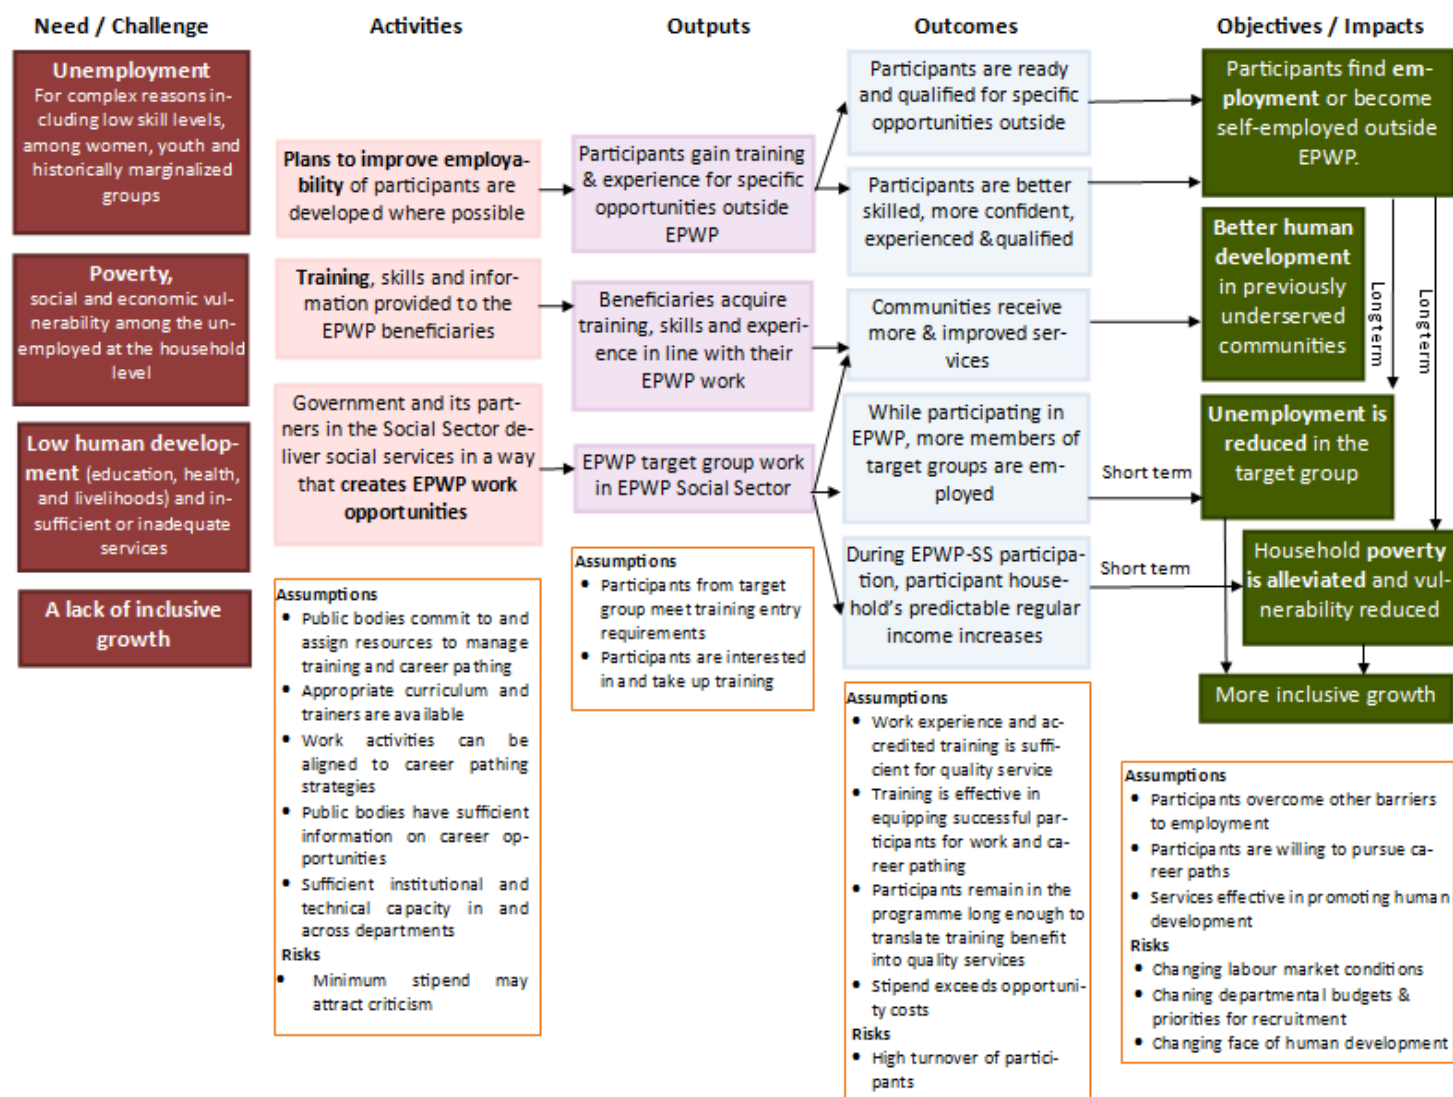 Need / Challenge
Activities
Outputs
Outcomes
Objectives / Impacts
Unemployment
For complex reasons in-
cluding low skill levels,
among women, youth and
historically marginalized
groups
Poverty,
social and economic vul-
nerability among the un-
employed at the household
level
Low human develop-
ment (education, health,
and livelihoods) and in-
sufficient or inadequate
services
A lack of inclusive
growth
Plans to improve employa-
bility of participants are
developed where possible
Training, skills and infor-
mation provided to the
EPWP beneficiaries
Government and its part-
ners in the Social Sector de-
liver social services in a way
that creates EPWP work
opportunities
Assumptions
• Public bodies commit to and
assign resources to manage
training and career pathing
• Appropriate curriculum and
trainers are available
• Work activities can be
aligned to career pathing
strategies
• Public bodies have sufficient
information on career op-
portunities
• Sufficient institutional and
technical capacity in and
across departments
Risks
• Minimum stipend may
attract criticism
Participants gain training
& experience for specific
opportunities outside
EPWP
Beneficiaries acquire
training, skills and experi-
ence in line with their
EPWP work
EPWP target group work
in EPWP Social Sector
Assumptions
• Participants from target
group meet training entry
requirements
• Participants are interested
in and take up training
Participants are ready
and qualified for specific
opportunities outside
Participants are better
skilled, more confident,
experienced & qualified
Communities receive
more & improved ser-
vices
While participating in
EPWP, more members of
target groups are em-
ployed
During EPWP-SS participa-
tion, participant house-
hold's predictable regular
income increases
Assumptions
• Work experience and ac-
credited training is suffi-
cient for quality service
• Training is effective in
equipping successful par-
ticipants for work and ca-
reer pathing
• Participants remain in the
programme long enough to
translate training benefit
into quality services
• Stipend exceeds opportuni-
ty costs
Risks
• High turnover of partici-
pants
Short term
Short term
Participants find em-
ployment or become
self-employed outside
EPWP.
Better human
development
in previously
underserved
communities
Long term
Long term
Unemployment is
reduced in the
target group
Household poverty
is alleviated and vul-
nerability reduced
More inclusive growth
Assumptions
• Participants overcome other barriers
to employment
• Participants are willing to pursue ca-
reer paths
• Services effective in promoting human
development
Risks
• Changing labour market conditions
• Chaning departmental budgets &
priorities for recruitment
• Changing face of human development